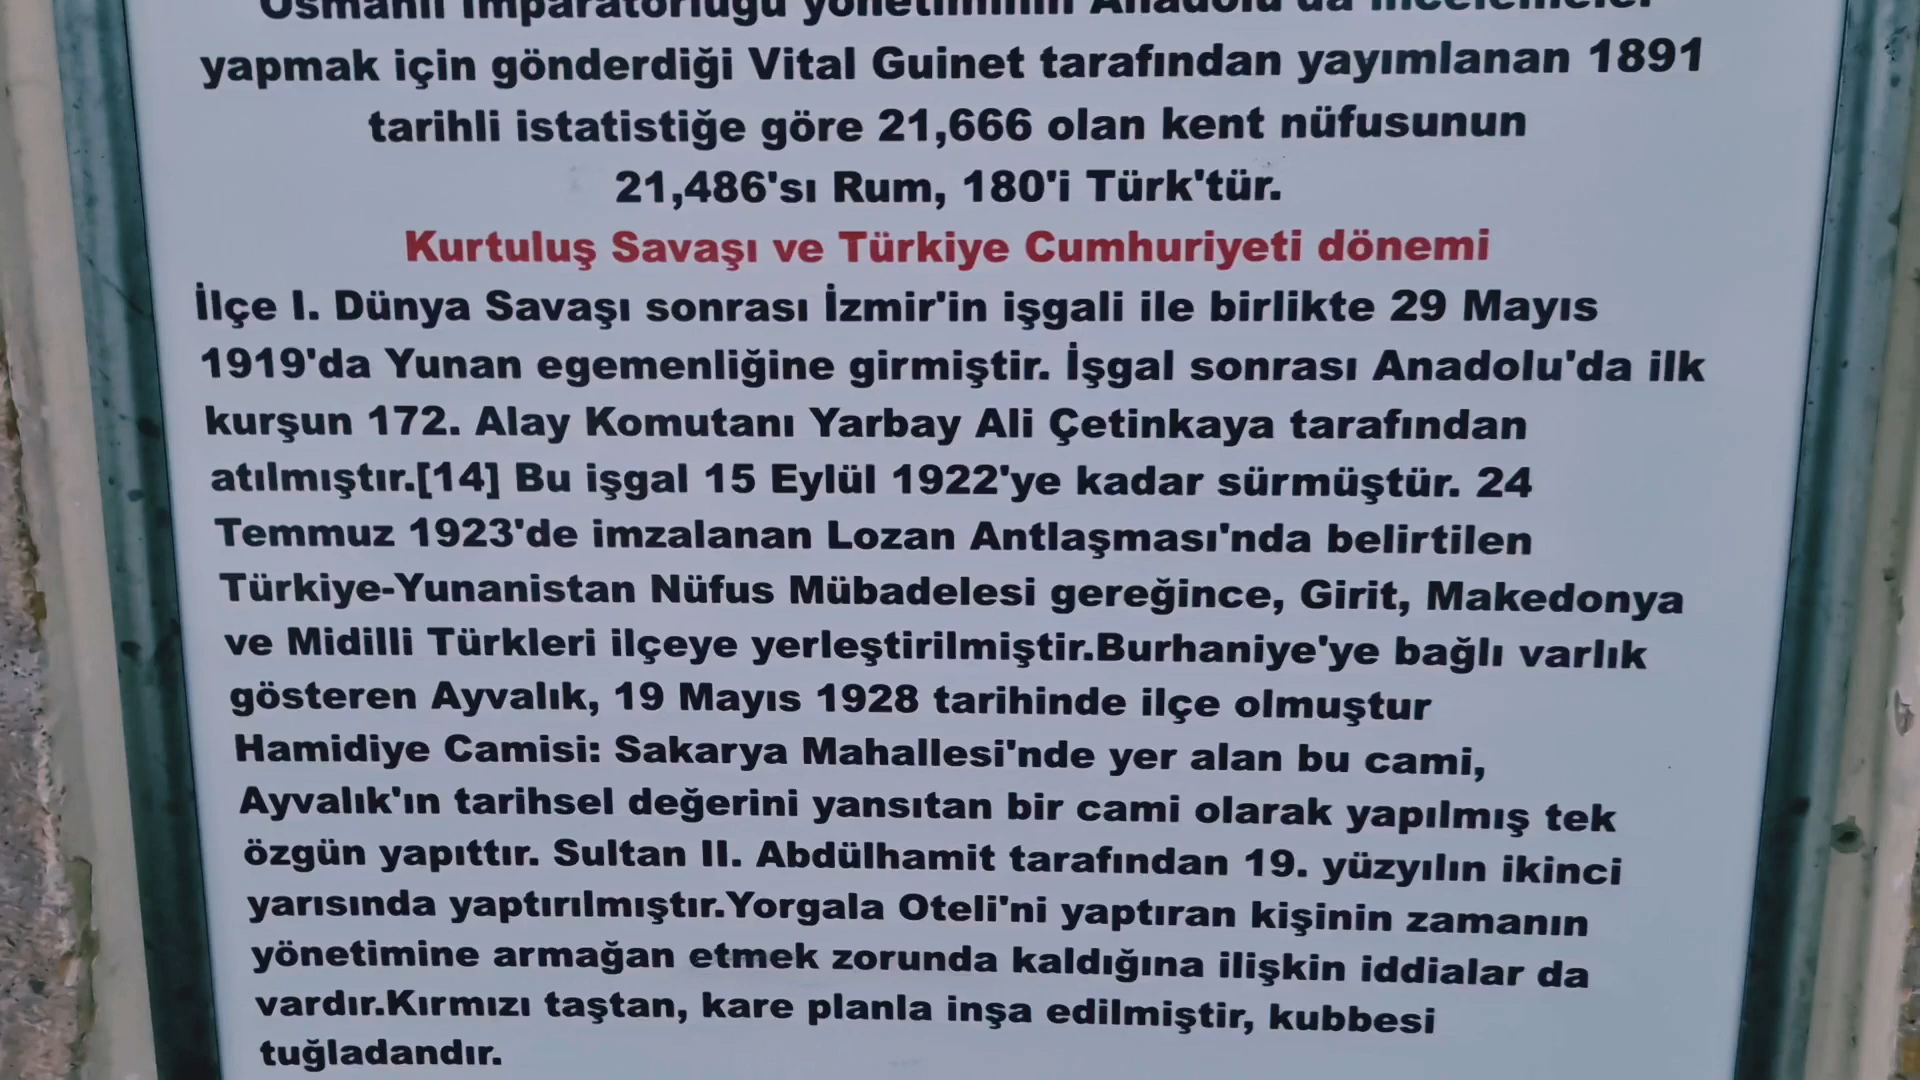 Osmanlı İmparatorluğu yönetiminin Anadolu'da incelemeler
yapmak için gönderdiği Vital Guinet tarafından yayımlanan 1891
tarihli istatistiğe göre 21,666 olan kent nüfusunun
21,486'sı Rum, 180'i Türk'tür.
Kurtuluş Savaşı ve Türkiye Cumhuriyeti dönemi
İlçe I. Dünya Savaşı sonrası İzmir'in işgali ile birlikte 29 Mayıs
1919'da Yunan egemenliğine girmiştir. İşgal sonrası Anadolu'da ilk
kurşun 172. Alay Komutanı Yarbay Ali Çetinkaya tarafından
atılmıştır.[14] Bu işgal 15 Eylül 1922'ye kadar sürmüştür. 24
Temmuz 1923'de imzalanan Lozan Antlaşması'nda belirtilen
Türkiye-Yunanistan Nüfus Mübadelesi gereğince, Girit, Makedonya
ve Midilli Türkleri ilçeye yerleştirilmiştir.Burhaniye'ye bağlı varlık
gösteren Ayvalık, 19 Mayıs 1928 tarihinde ilçe olmuştur
Hamidiye Camisi: Sakarya Mahallesi'nde yer alan bu cami,
Ayvalık'ın tarihsel değerini yansıtan bir cami olarak yapılmış tek
özgün yapıttır. Sultan II. Abdülhamit tarafından 19. yüzyılın ikinci
yarısında yaptırılmıştır.Yorgala Oteli'ni yaptıran kişinin zamanın
yönetimine armağan etmek zorunda kaldığına ilişkin iddialar da
vardır.Kırmızı taştan, kare planla inşa edilmiştir, kubbesi
tuğladandır.